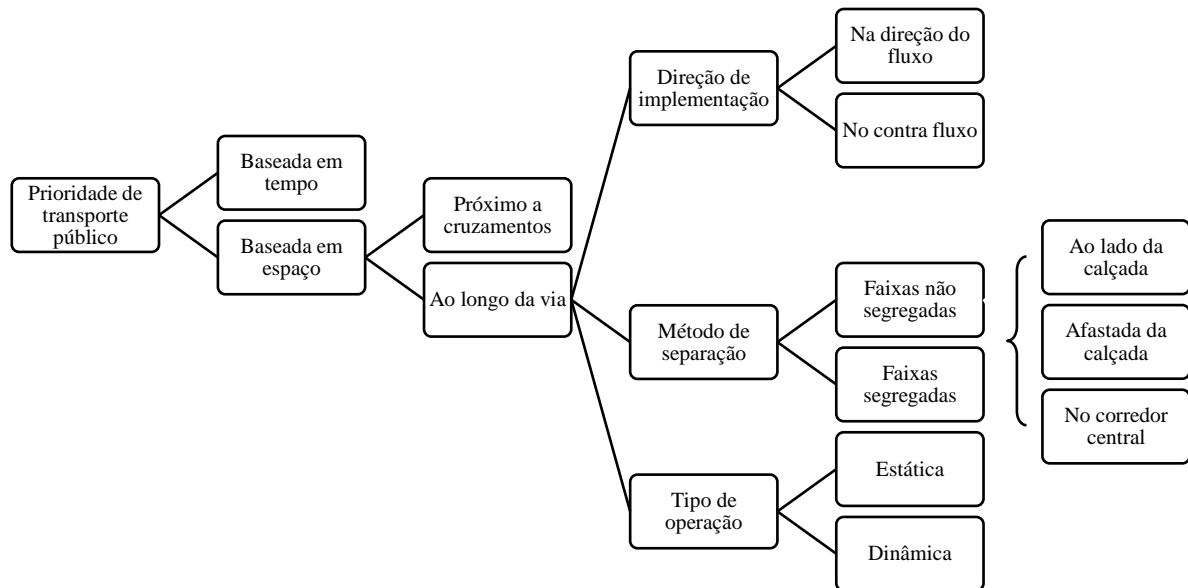 Prioridade de
transporte
público
Baseada em
tempo
Baseada em
espaço
Próximo a
cruzamentos
Ao longo da via
Direção de
implementação
Na direção do
fluxo
No contra fluxo
Método de
separação
Faixas não
segregadas
Faixas
segregadas
Ao lado da
calçada
Afastada da
calçada
No corredor
central
Tipo de
operação
Estática
Dinâmica